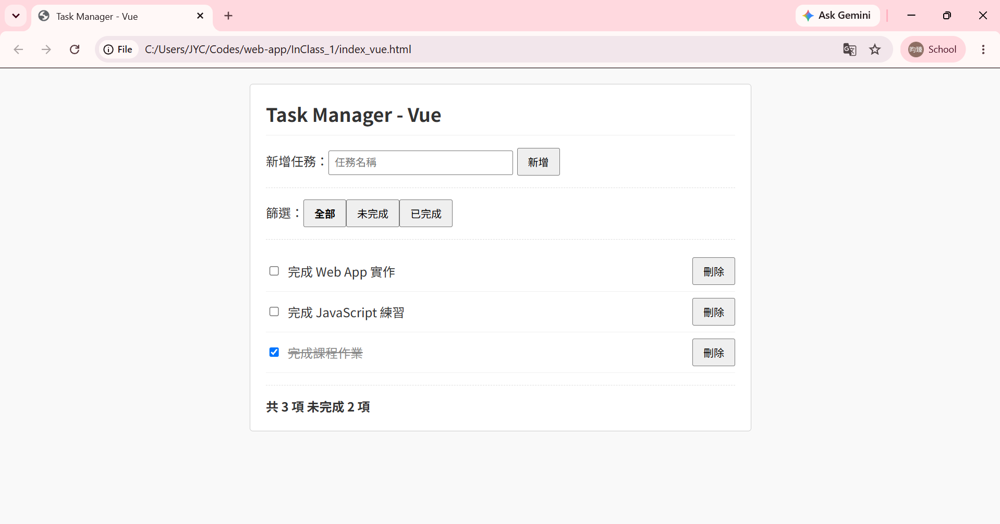 Task Manager - Vue
Ask Gemini
File C:/Users/JYC/Codes/web-app/InClass_1/index_vue.html
昀臻 School
Task Manager - Vue
新增任務： 任務名稱 新增
篩選： 全部 未完成 已完成
完成 Web App 實作 刪除
完成 JavaScript 練習 刪除
完成課程作業 刪除
共 3 項 未完成 2 項